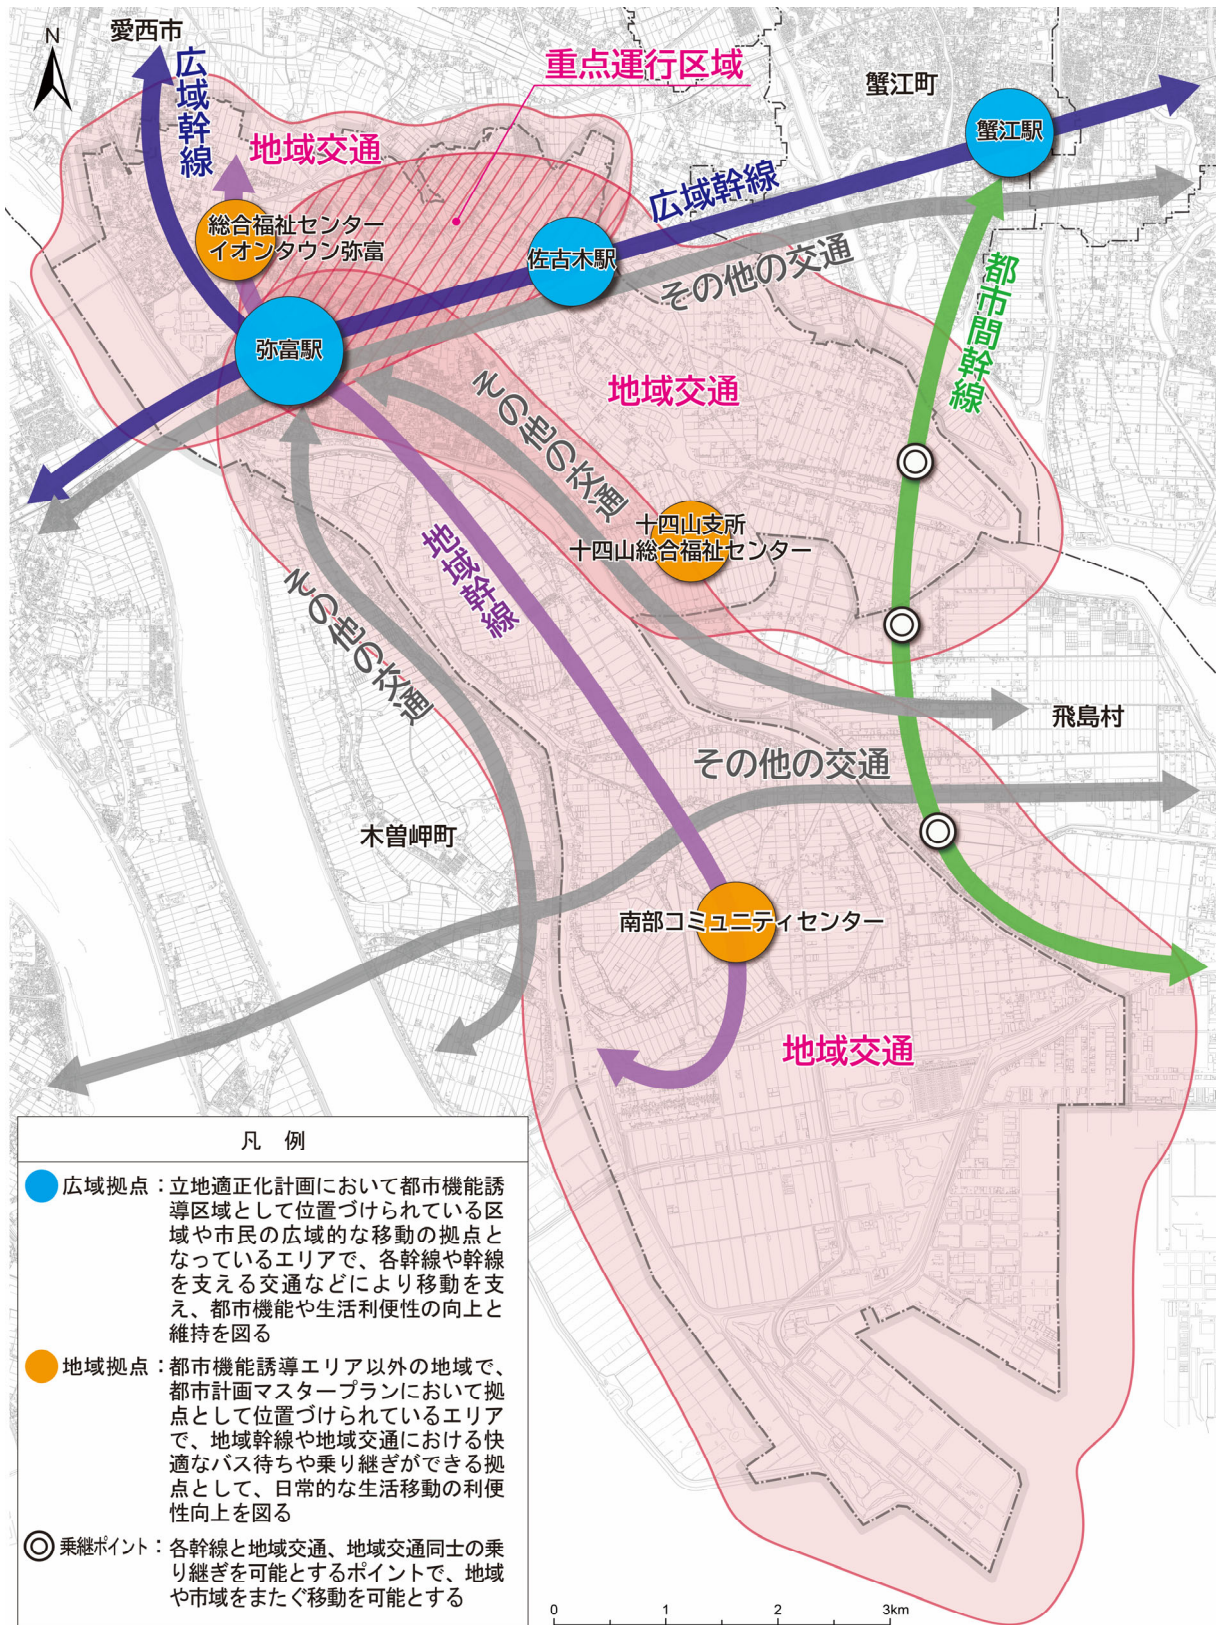 愛西市
N
広域幹線
重点運行区域
蟹江町
蟹江駅
地域交通
広域幹線
総合福祉センター
イオンタウン弥富
佐古木駅
その他の交通
都市間幹線
弥富駅
地域交通
その他の交通
十四山支所
十四山総合福祉センター
地域幹線
その他の交通
飛島村
その他の交通
木曽岬町
南部コミュニティセンター
地域交通
凡 例
広域拠点：立地適正化計画において都市機能誘
導区域として位置づけられている区
域や市民の広域的な移動の拠点と
なっているエリアで、各幹線や幹線
を支える交通などにより移動を支
え、都市機能や生活利便性の向上と
維持を図る
地域拠点：都市機能誘導エリア以外の地域で、
都市計画マスタープランにおいて拠
点として位置づけられているエリア
で、地域幹線や地域交通における快
適なバス待ちや乗り継ぎができる拠
点として、日常的な生活移動の利便
性向上を図る
乗継ポイント：各幹線と地域交通、地域交通同士の乗
り継ぎを可能とするポイントで、地域
や市域をまたぐ移動を可能とする
0 1 2 3km